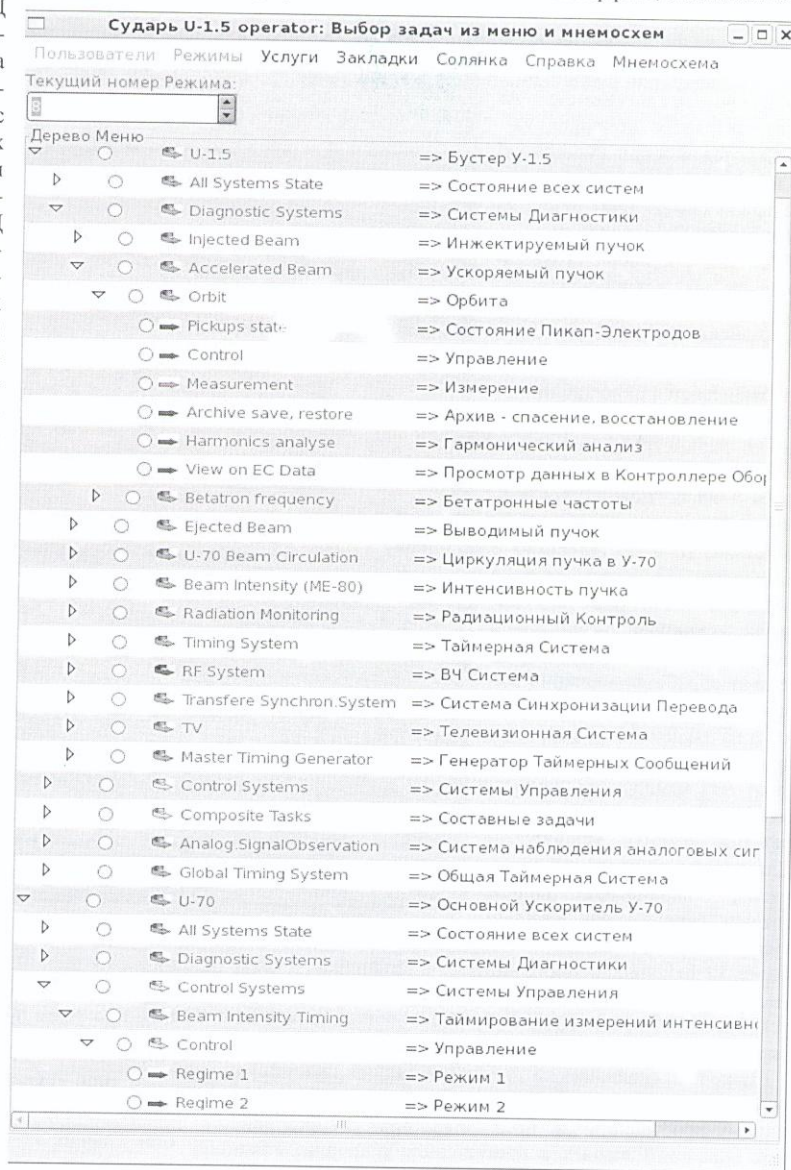 Сударь U-1.5 operator: Выбор задач из меню и мнемосхем
Пользователи Режимы Услуги Закладки Солянка Справка Мнемосхема
Текущий номер Режима:
Дерево Меню
U-1.5 => Бустер У-1.5
All Systems State => Состояние всех систем
Diagnostic Systems => Системы Диагностики
Injected Beam => Инжектируемый пучок
Accelerated Beam => Ускоряемый пучок
Orbit => Орбита
Pickups state => Состояние Пикап-Электродов
Control => Управление
Measurement => Измерение
Archive save, restore => Архив - спасение, восстановление
Harmonics analyse => Гармонический анализ
View on EC Data => Просмотр данных в Контроллере Обор
Betatron frequency => Бетатронные частоты
Ejected Beam => Выводимый пучок
U-70 Beam Circulation => Циркуляция пучка в У-70
Beam Intensity (ME-80) => Интенсивность пучка
Radiation Monitoring => Радиационный Контроль
Timing System => Таймерная Система
RF System => ВЧ Система
Transfere Synchron.System => Система Синхронизации Перевода
TV => Телевизионная Система
Master Timing Generator => Генератор Таймерных Сообщений
Control Systems => Системы Управления
Composite Tasks => Составные задачи
Analog.SignalObservation => Система наблюдения аналоговых сиг
Global Timing System => Общая Таймерная Система
U-70 => Основной Ускоритель У-70
All Systems State => Состояние всех систем
Diagnostic Systems => Системы Диагностики
Control Systems => Системы Управления
Beam Intensity Timing => Таймирование измерений интенсивно
Control => Управление
Regime 1 => Режим 1
Regime 2 => Режим 2